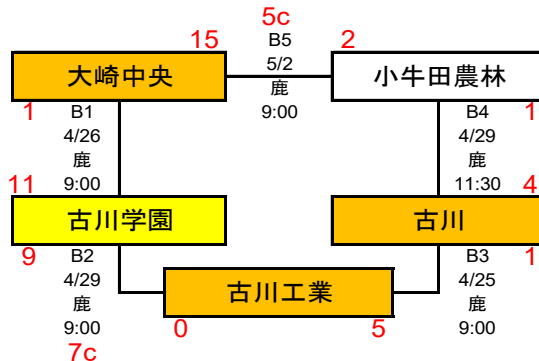 5c
15 B5 2
大崎中央 5/2 小牛田農林
鹿
1 B1 9:00 B4 1
4/26 4/29
鹿 鹿
11 9:00 11:30 4
古川学園 古川
9 B2 B3 1
4/29 4/25
鹿 古川工業 鹿
9:00 0 5 9:00
7c